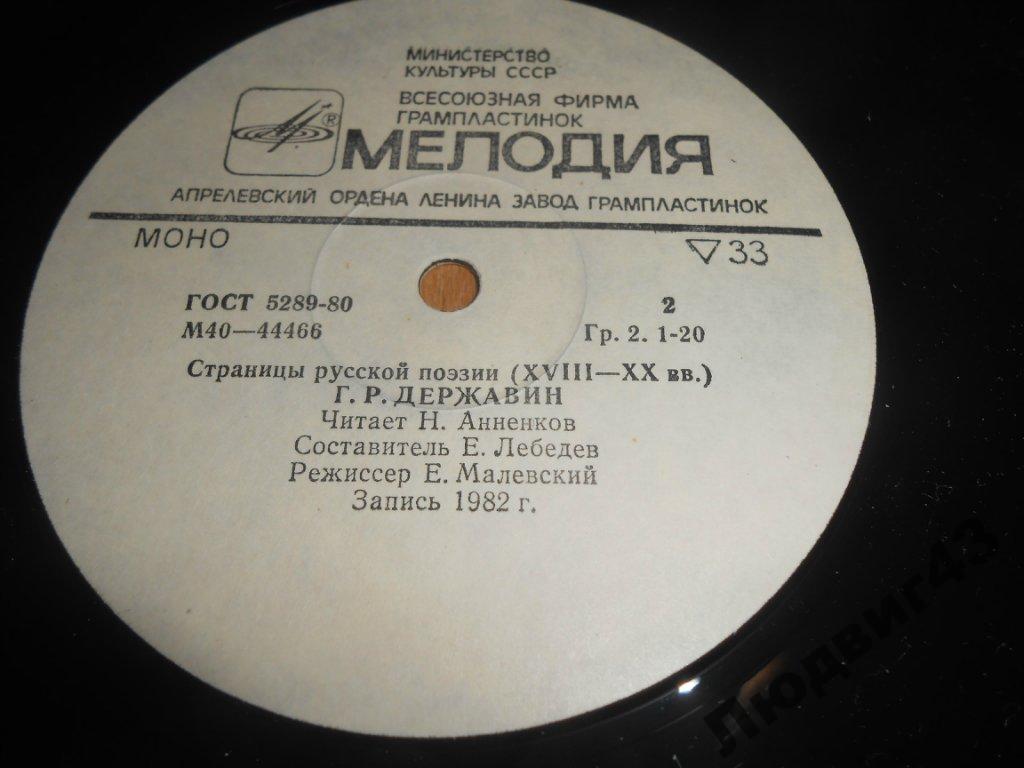 МИНИСТЕРСТВО
КУЛЬТУРЫ СССР
ВСЕСОЮЗНАЯ ФИРМА
ГРАМПЛАСТИНОК
®
МЕЛОДИЯ
АПРЕЛЕВСКИЙ ОРДЕНА ЛЕНИНА ЗАВОД ГРАМПЛАСТИНОК
МОНО ▽33
ГОСТ 5289-80 2
М40—44466 Гр. 2. 1-20
Страницы русской поэзии (XVIII—XX вв.)
Г. Р. ДЕРЖАВИН
Читает Н. Анненков
Составитель Е. Лебедев
Режиссер Е. Малевский
Запись 1982 г.
Людвиг43